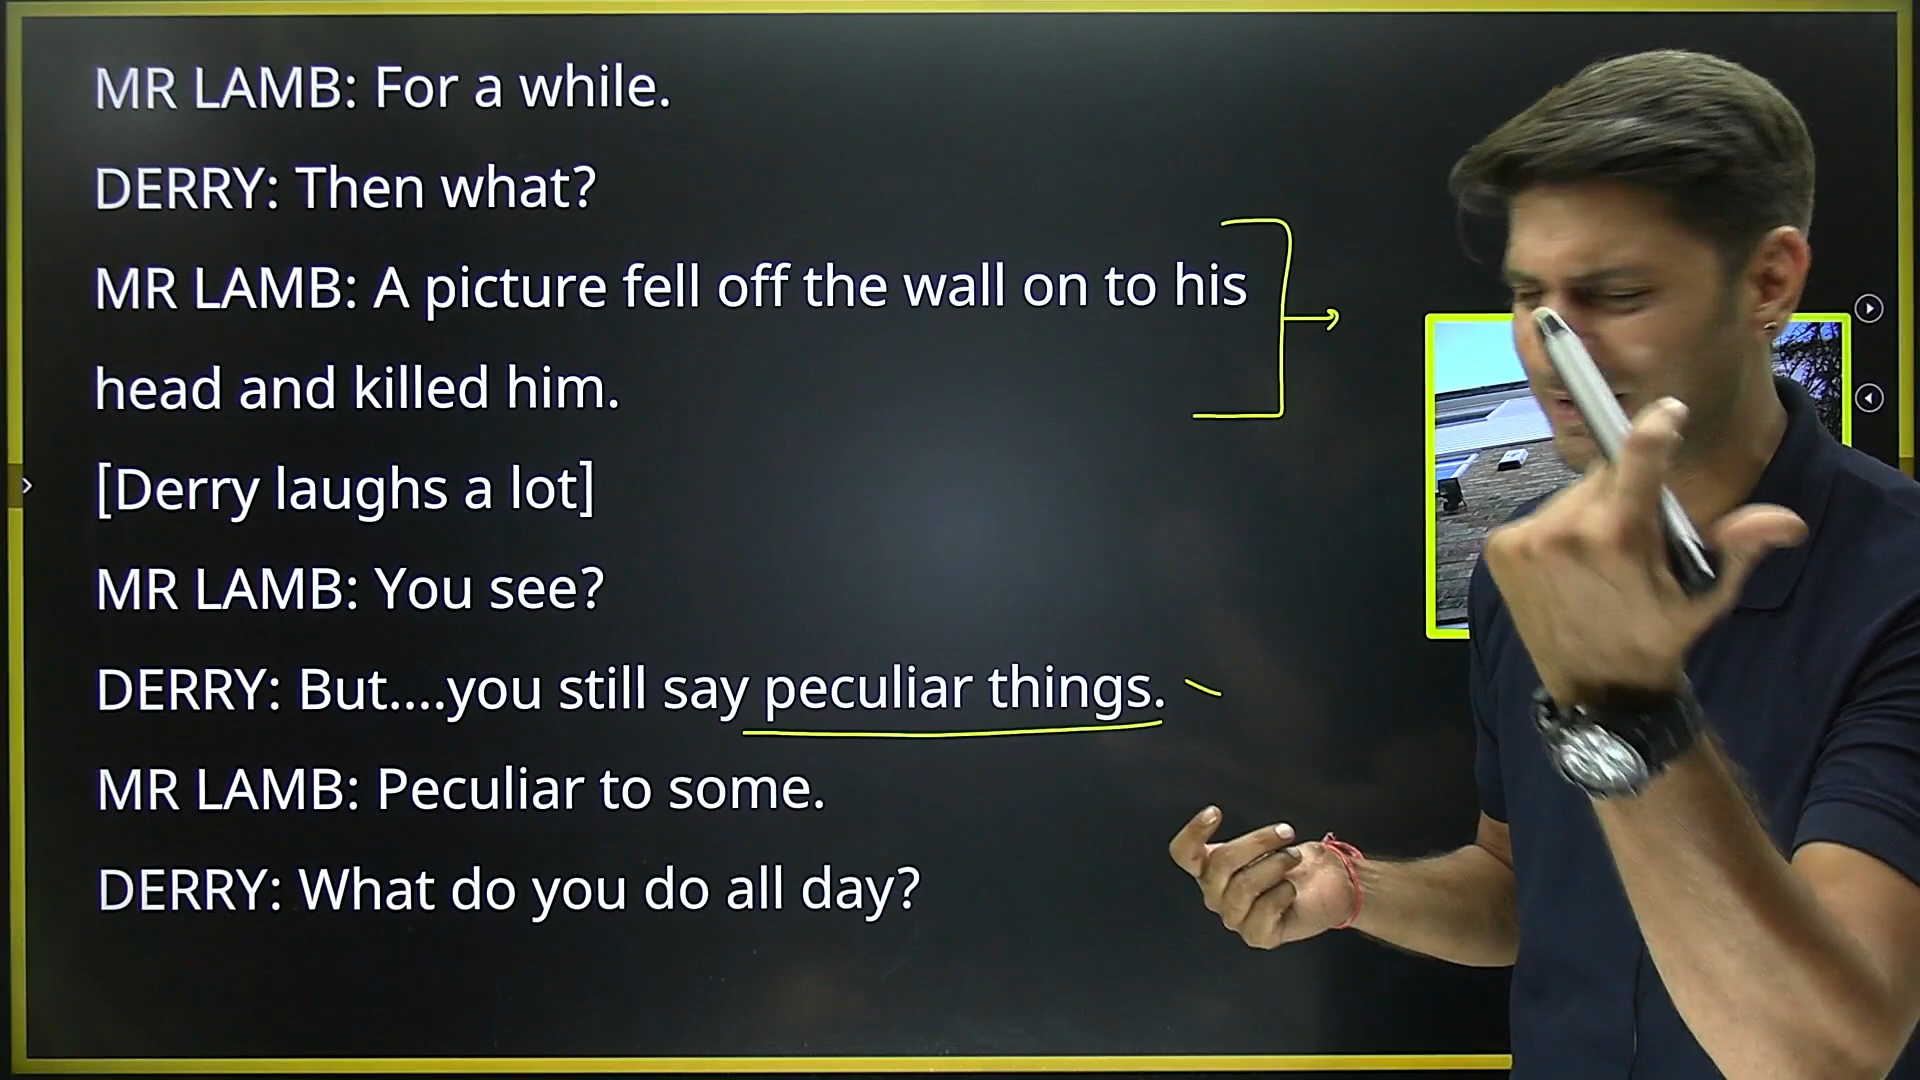 MR LAMB: For a while.
DERRY: Then what?
MR LAMB: A picture fell off the wall on to his
head and killed him.
[Derry laughs a lot]
MR LAMB: You see?
DERRY: But....you still say peculiar things.
MR LAMB: Peculiar to some.
DERRY: What do you do all day?